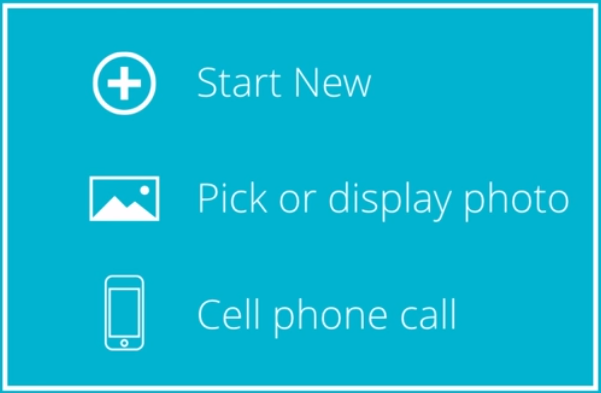 Start New
Pick or display photo
Cell phone call